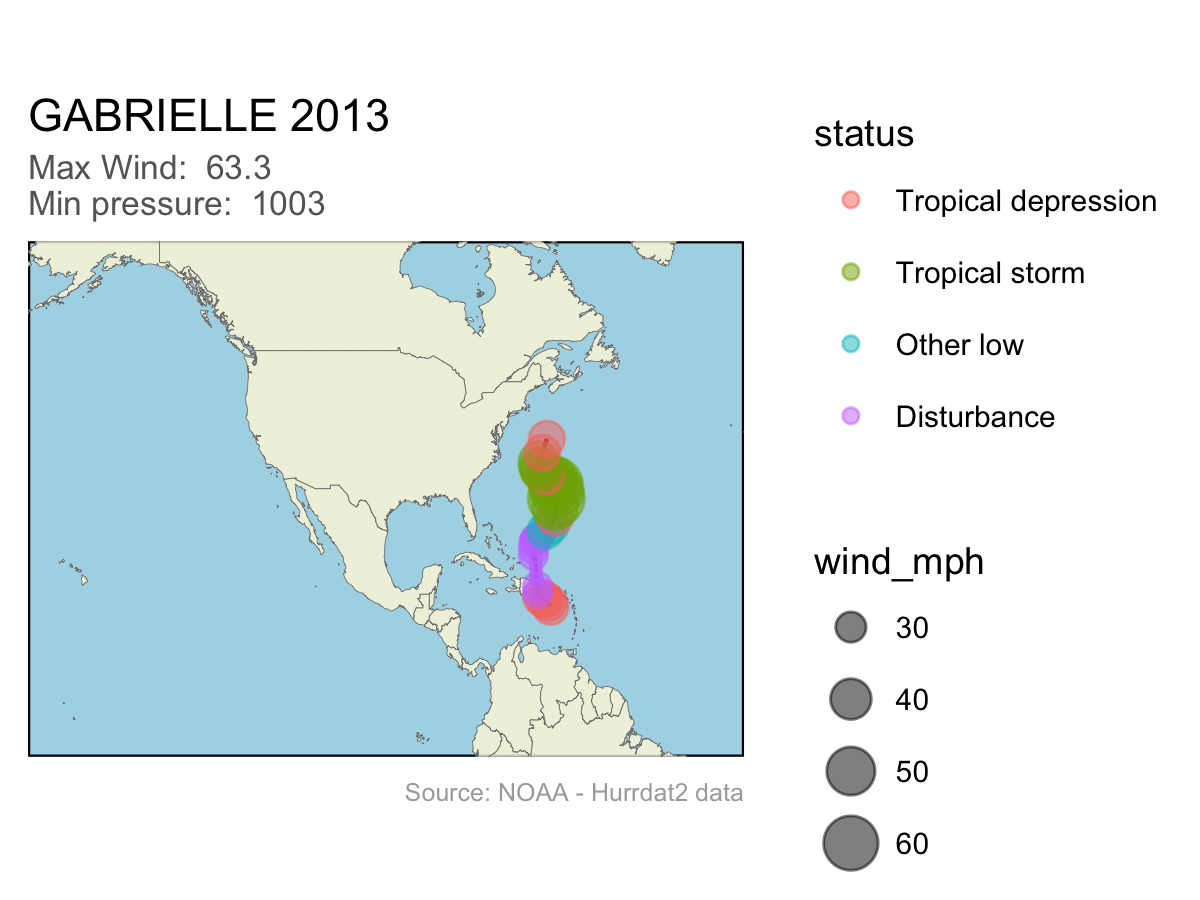 GABRIELLE 2013
Max Wind:  63.3
Min pressure:  1003
Source: NOAA - Hurrdat2 data
status
Tropical depression
Tropical storm
Other low
Disturbance
wind_mph
30
40
50
60